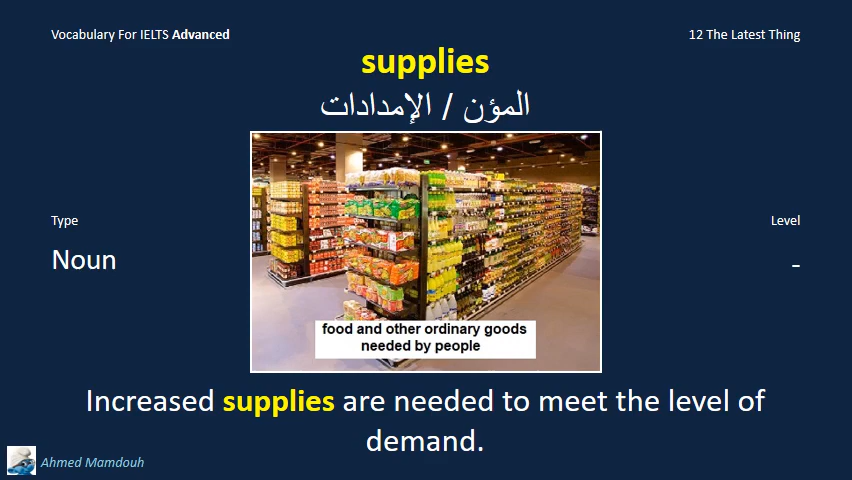 Vocabulary For IELTS Advanced
12 The Latest Thing
supplies
المؤن / الإمدادات
Type
Level
Noun
-
food and other ordinary goods
needed by people
Increased supplies are needed to meet the level of
demand.
Ahmed Mamdouh